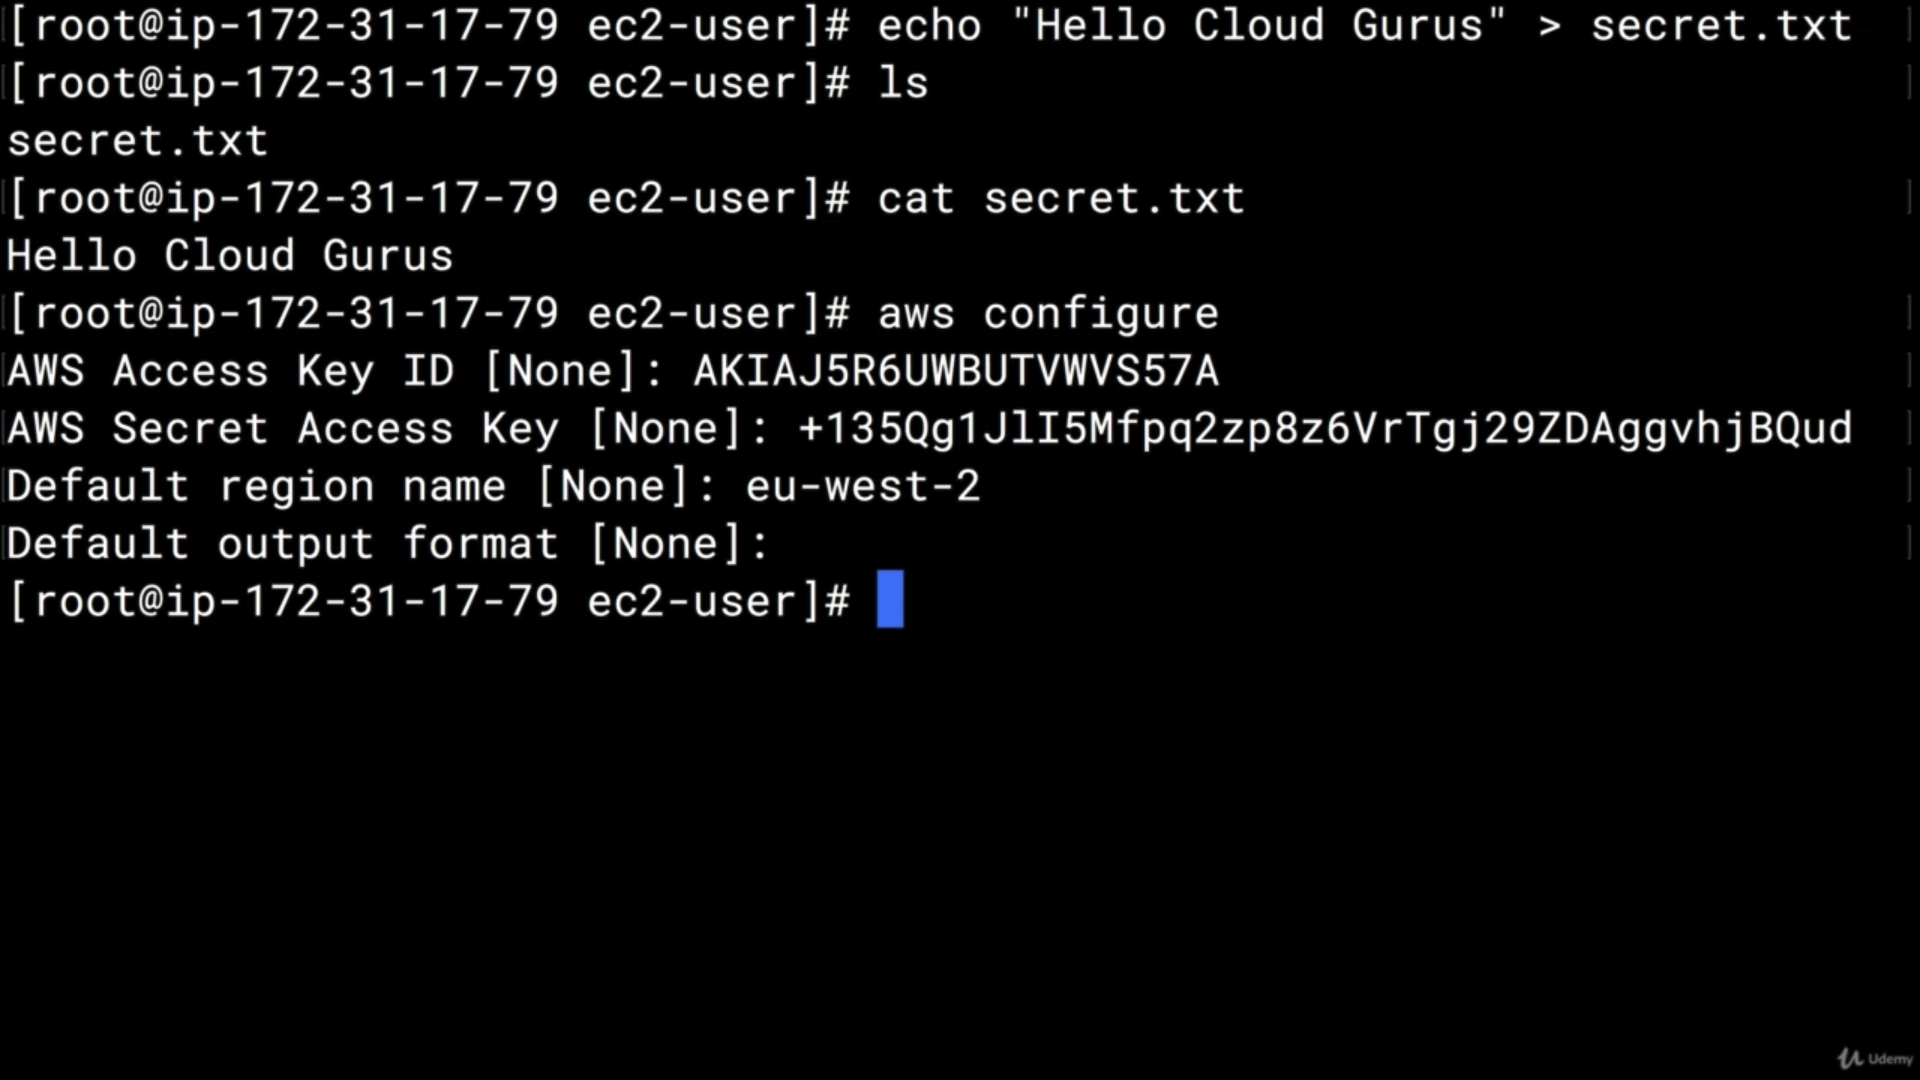 [root@ip-172-31-17-79 ec2-user]# echo "Hello Cloud Gurus" > secret.txt
[root@ip-172-31-17-79 ec2-user]# ls
secret.txt
[root@ip-172-31-17-79 ec2-user]# cat secret.txt
Hello Cloud Gurus
[root@ip-172-31-17-79 ec2-user]# aws configure
AWS Access Key ID [None]: AKIAJ5R6UWBUTVWVS57A
AWS Secret Access Key [None]: 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
Default region name [None]: eu-west-2
Default output format [None]:
[root@ip-172-31-17-79 ec2-user]#
Udemy